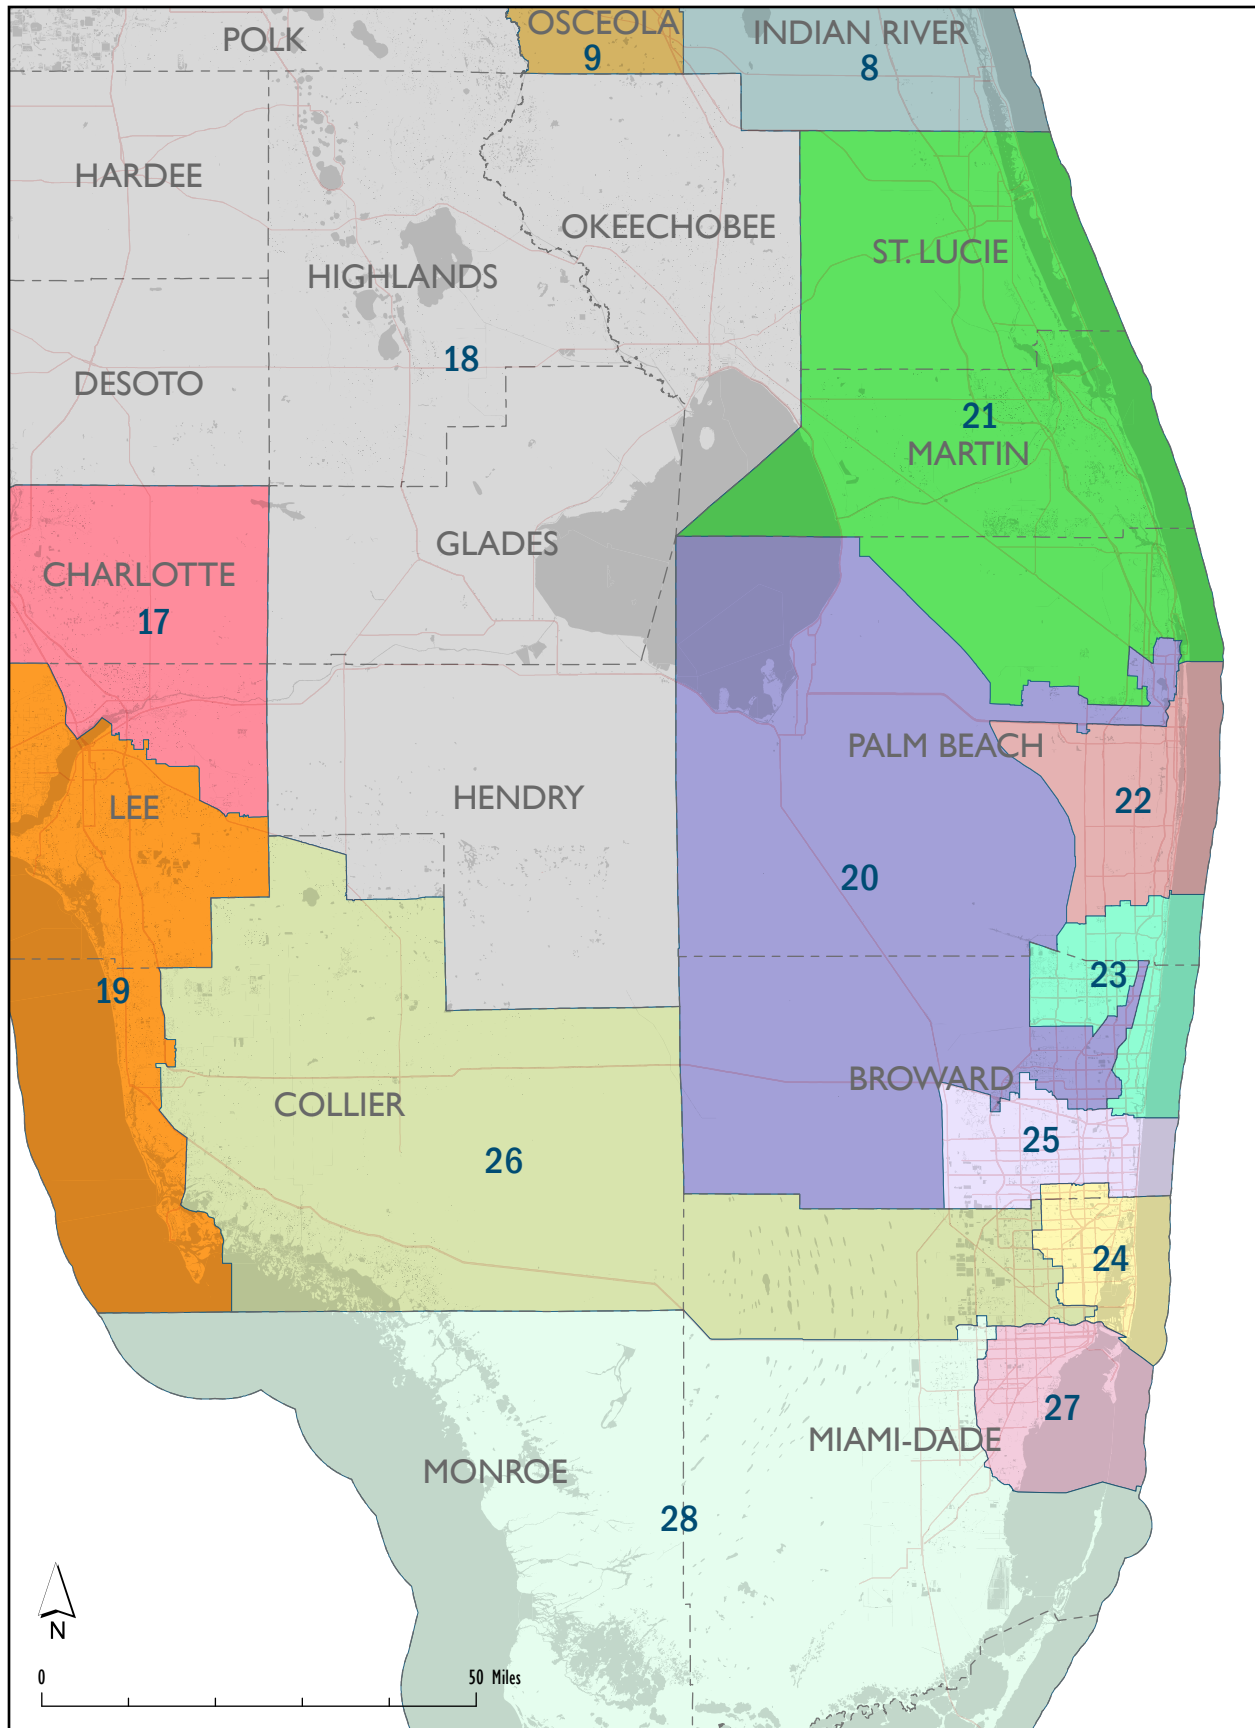 OSCEOLA
9
POLK
INDIAN RIVER
8
HARDEE
OKEECHOBEE
ST. LUCIE
HIGHLANDS
18
DESOTO
21
MARTIN
GLADES
CHARLOTTE
17
PALM BEACH
HENDRY
22
LEE
20
23
19
BROWARD
COLLIER
25
26
24
27
MIAMI-DADE
MONROE
28
N
0
50 Miles